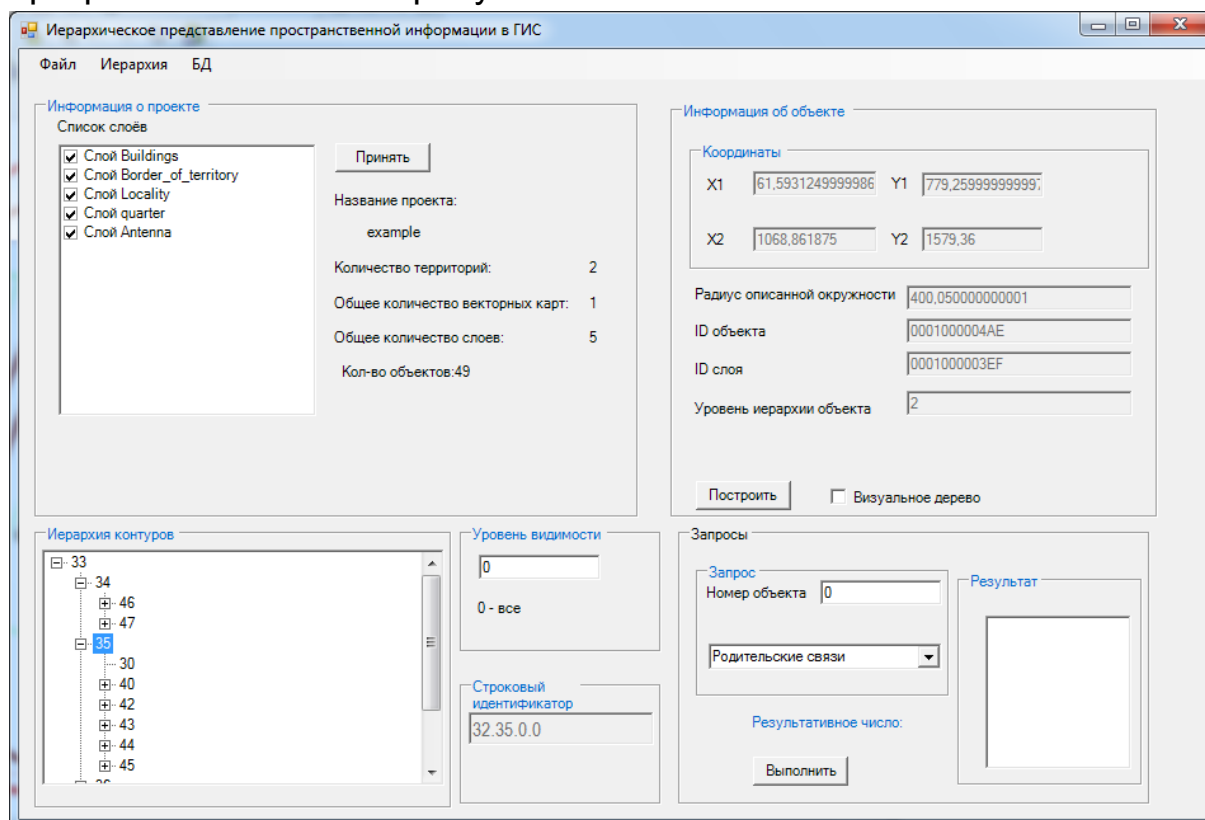 Иерархическое представление пространственной информации в ГИС
Файл Иерархия БД
Информация о проекте
Список слоёв
Слой Buildings
Слой Border_of_territory
Слой Locality
Слой quarter
Слой Antenna
Принять
Название проекта:
example
Количество территорий: 2
Общее количество векторных карт: 1
Общее количество слоев: 5
Кол-во объектов:49
Информация об объекте
Координаты
X1 61,5931249999986 Y1 779,25999999999
X2 1068,861875 Y2 1579,36
Радиус описанной окружности 400,050000000001
ID объекта 0001000004AE
ID слоя 0001000003EF
Уровень иерархии объекта 2
Построить Визуальное дерево
Иерархия контуров
33
34
46
47
35
30
40
42
43
44
45
Уровень видимости
0
0 - все
Строковый
идентификатор
32.35.0.0
Запросы
Запрос
Номер объекта 0
Родительские связи
Результативное число:
Выполнить
Результат